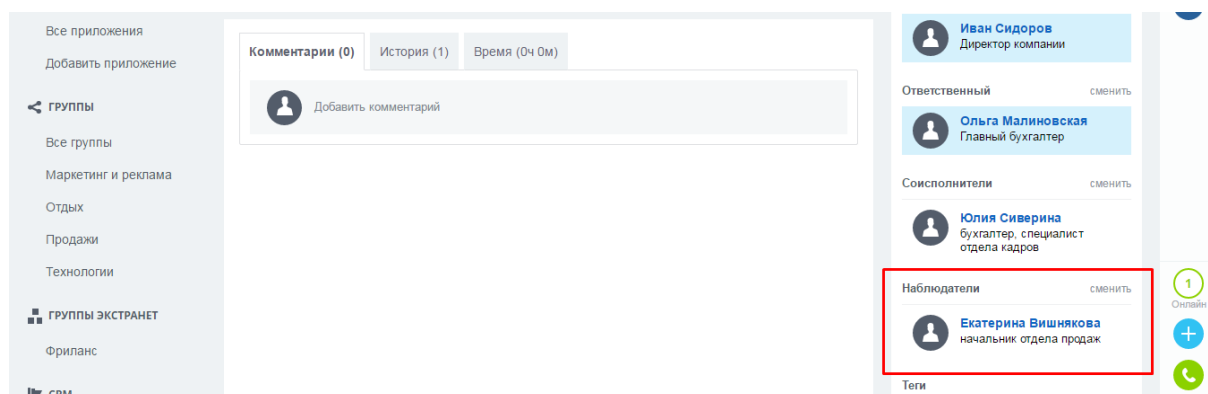 Все приложения
Добавить приложение
ГРУППЫ
Все группы
Маркетинг и реклама
Отдых
Продажи
Технологии
ГРУППЫ ЭКСТРАНЕТ
Фриланс
CRM
Комментарии (0) История (1) Время (0ч 0м)
Добавить комментарий
Иван Сидоров
Директор компании
Ответственный сменить
Ольга Малиновская
Главный бухгалтер
Соисполнители сменить
Юлия Сиверина
бухгалтер, специалист
отдела кадров
Наблюдатели сменить
Екатерина Вишнякова
начальник отдела продаж
Теги
1
Онлайн